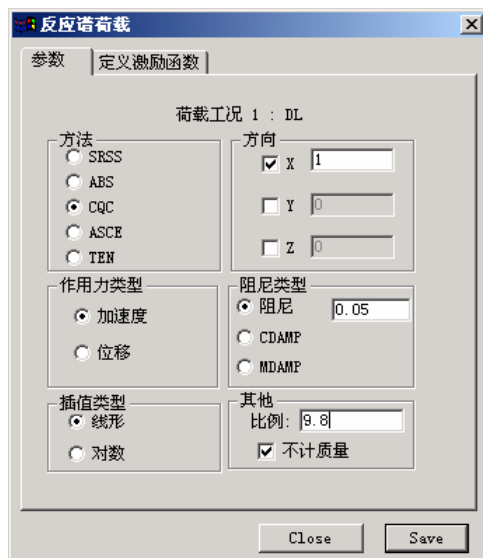 反应谱荷载
参数 定义激励函数
荷载工况 1 : DL
方法
SRSS
ABS
CQC
ASCE
TEN
方向
X 1
Y 0
Z 0
作用力类型
加速度
位移
阻尼类型
阻尼 0.05
CDAMP
MDAMP
插值类型
线形
对数
其他
比例: 9.8
不计质量
Close Save